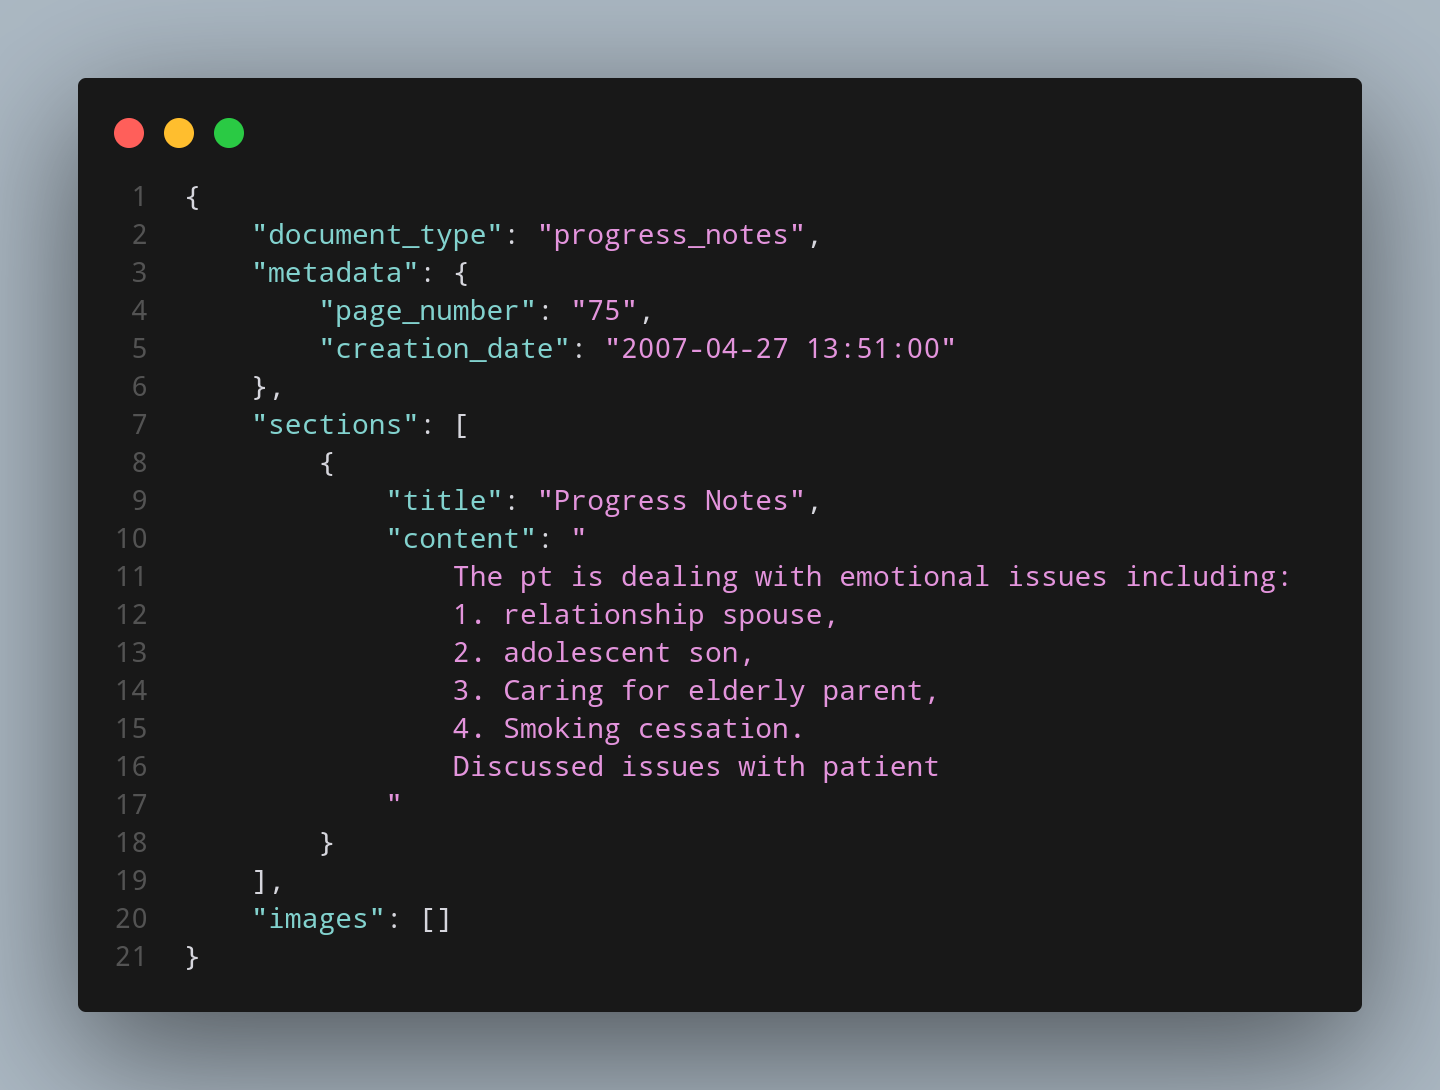 1 {
2     "document_type": "progress_notes",
3     "metadata": {
4         "page_number": "75",
5         "creation_date": "2007-04-27 13:51:00"
6     },
7     "sections": [
8         {
9             "title": "Progress Notes",
10             "content": "
11                 The pt is dealing with emotional issues including:
12                 1. relationship spouse,
13                 2. adolescent son,
14                 3. Caring for elderly parent,
15                 4. Smoking cessation.
16                 Discussed issues with patient
17             "
18         }
19     ],
20     "images": []
21 }